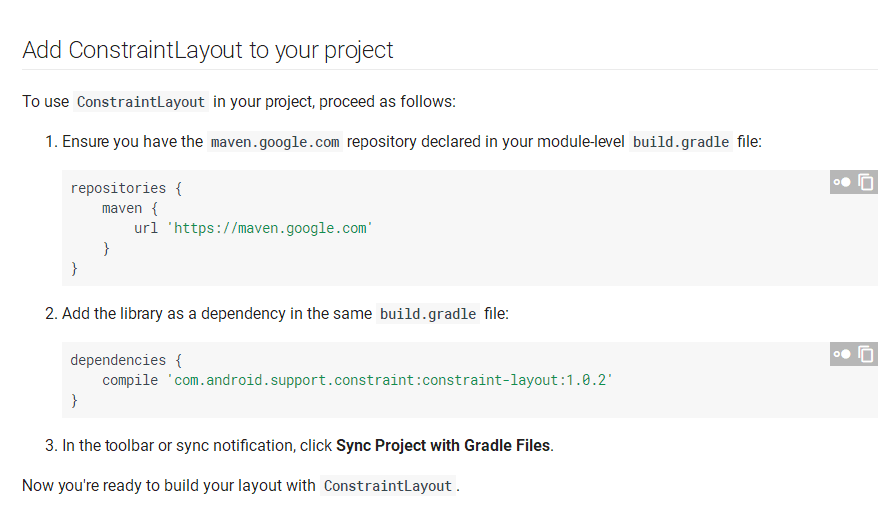 Add ConstraintLayout to your project
To use ConstraintLayout in your project, proceed as follows:
1. Ensure you have the maven.google.com repository declared in your module-level build.gradle file:
repositories {
    maven {
        url 'https://maven.google.com'
    }
}
2. Add the library as a dependency in the same build.gradle file:
dependencies {
    compile 'com.android.support.constraint:constraint-layout:1.0.2'
}
3. In the toolbar or sync notification, click Sync Project with Gradle Files.
Now you're ready to build your layout with ConstraintLayout.